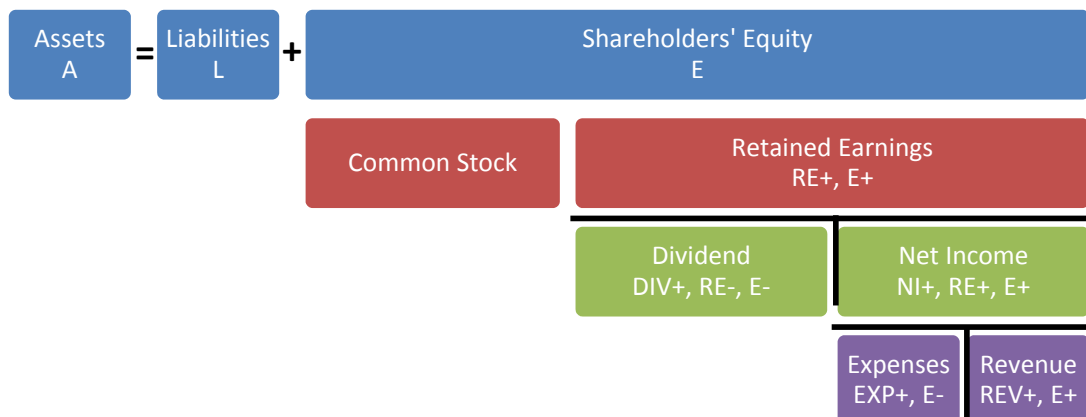 Assets
A
=
Liabilities
L
+
Shareholders' Equity
E
Common Stock
Retained Earnings
RE+, E+
Dividend
DIV+, RE-, E-
Net Income
NI+, RE+, E+
Expenses
EXP+, E-
Revenue
REV+, E+